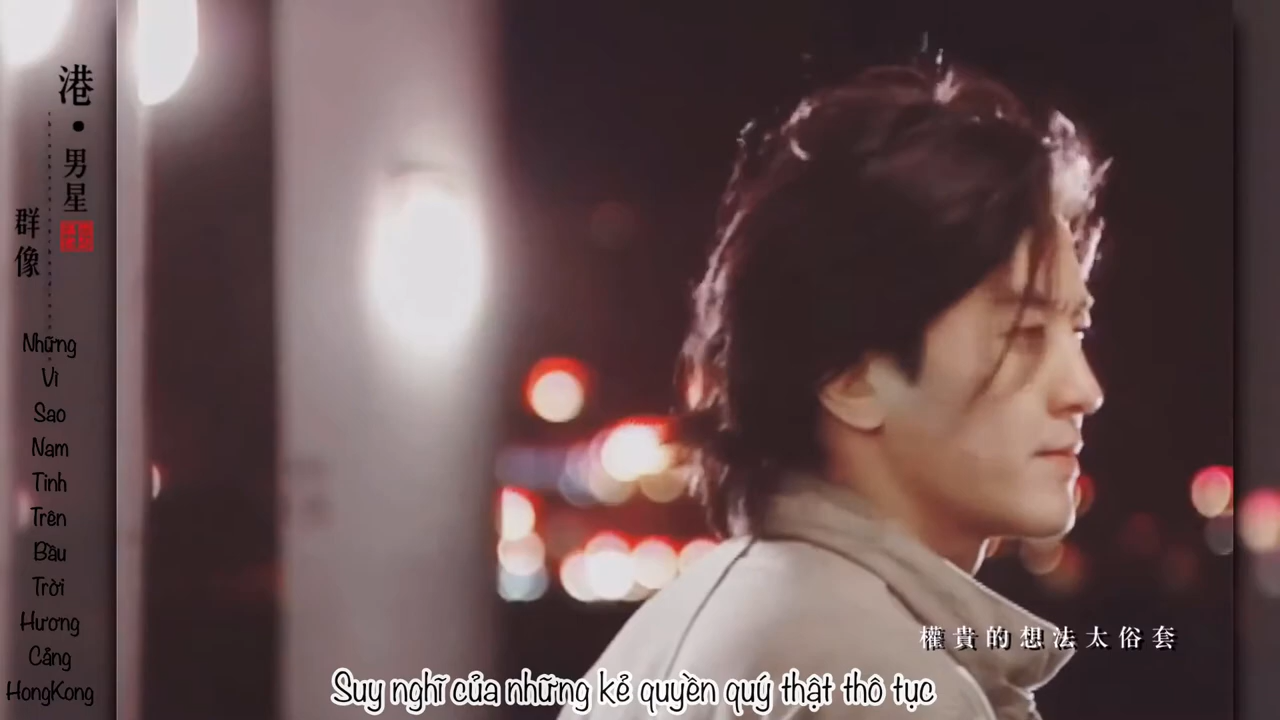 港•男星
群像
Những
Vì
Sao
Nam
Tinh
Trên
Bầu
Trời
Hương
Cảng
HongKong
權貴的想法太俗套
Suy nghĩ của những kẻ quyền quý thật thô tục